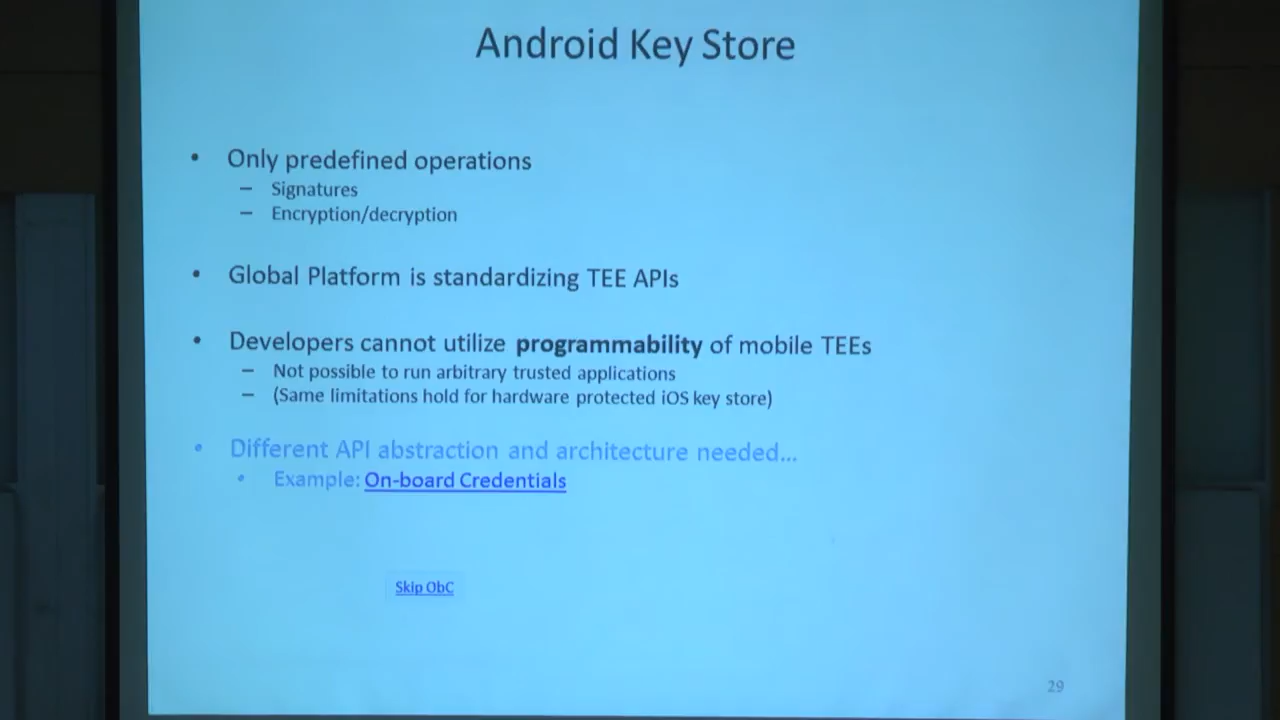 Android Key Store
• Only predefined operations
– Signatures
– Encryption/decryption
• Global Platform is standardizing TEE APIs
• Developers cannot utilize programmability of mobile TEEs
– Not possible to run arbitrary trusted applications
– (Same limitations hold for hardware protected iOS key store)
• Different API abstraction and architecture needed...
• Example: On-board Credentials
Skip ObC
29